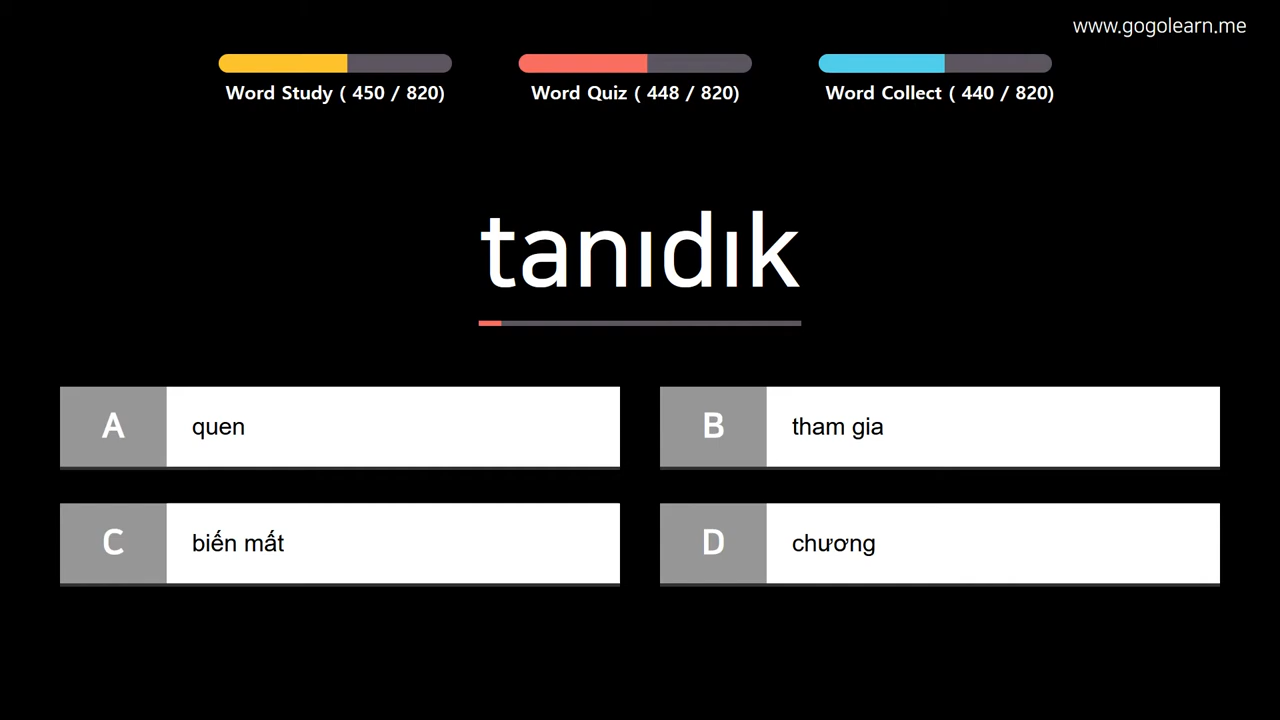 www.gogolearn.me
Word Study ( 450 / 820)
Word Quiz ( 448 / 820)
Word Collect ( 440 / 820)
tanıdık
A quen
B tham gia
C biến mất
D chương